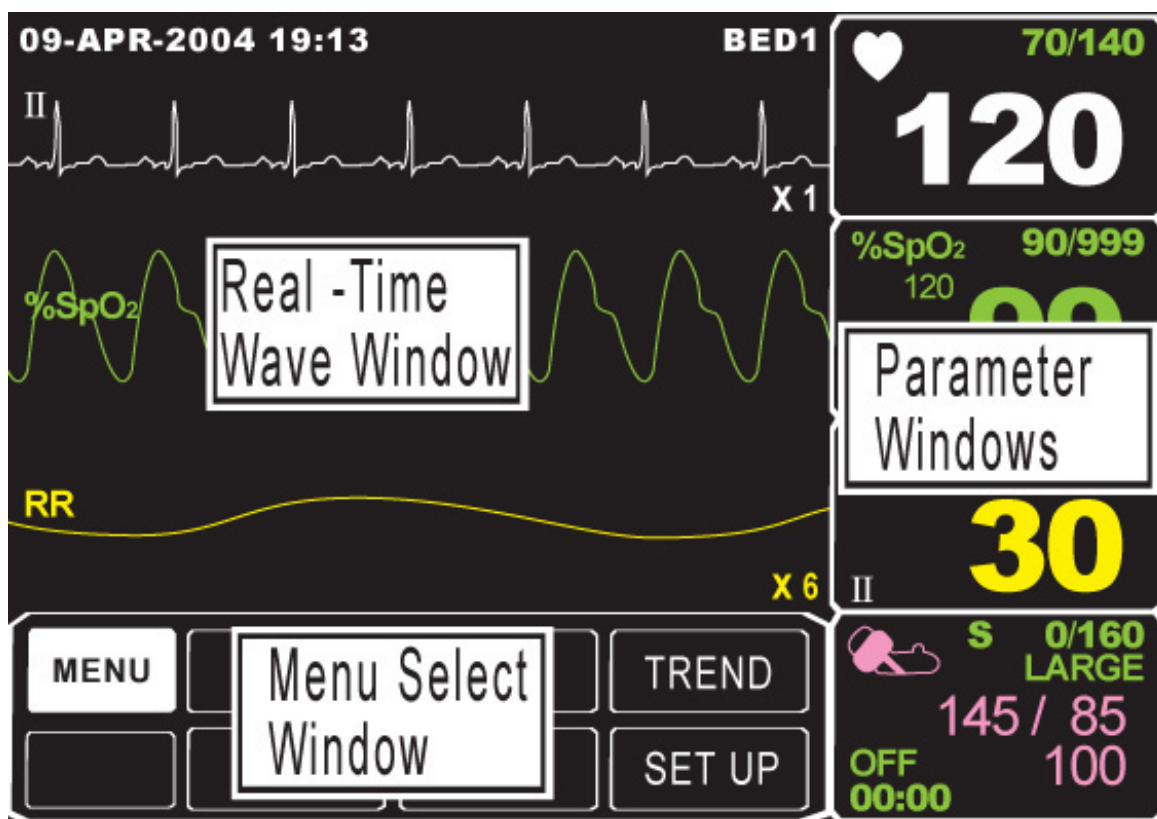 09-APR-2004 19:13 BED1
II
X 1
%SpO2
Real -Time
Wave Window
RR
X 6
70/140
120
%SpO2 90/999
120
Parameter
Windows
30
II
MENU
TREND
SET UP
Menu Select
Window
S 0/160
LARGE
145 / 85
100
OFF
00:00